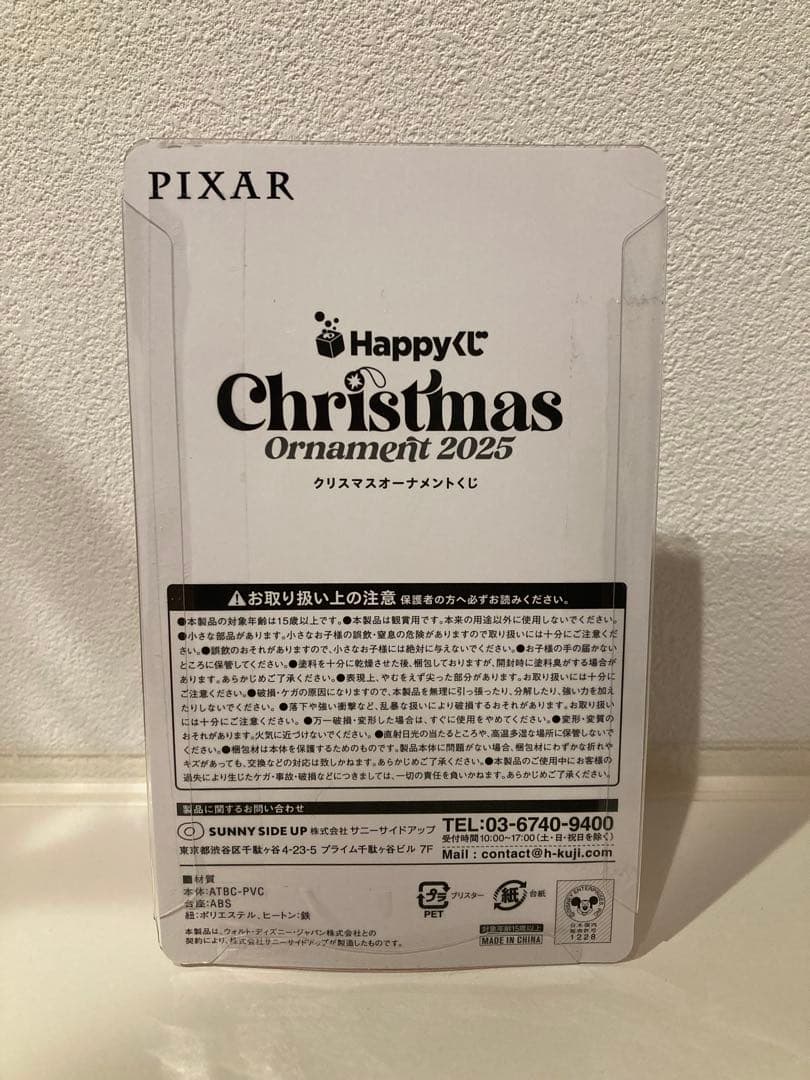 PIXAR
Happyくじ
Christmas
Ornament 2025
クリスマスオーナメントくじ
⚠お取り扱い上の注意 保護者の方へ必ずお読みください。
●本製品の対象年齢は15歳以上です。●本製品は観賞用です。本来の用途以外に使用しないでください。
●小さな部品があります。小さなお子様の誤飲・窒息の危険がありますので取り扱いには十分にご注意くだ
さい。●誤飲のおそれがありますので、小さなお子様には絶対に与えないでください。●お子様の手の届かない
ところに保管してください。●塗料を十分に乾燥させた後、梱包しておりますが、開封時に塗料臭がする場合が
あります。あらかじめご了承ください。●表現上、やむをえず尖った部分があります。お取り扱いには十分に
ご注意ください。●破損・ケガの原因になりますので、本製品を無理に引っ張ったり、分解したり、強い力を加え
たりしないでください。●落下や強い衝撃など、乱暴な扱いにより破損するおそれがあります。お取り扱い
には十分にご注意ください。●万一破損・変形した場合は、すぐに使用をやめてください。●変形・変質の
おそれがあります。火気に近づけないでください。●直射日光の当たるところや、高温多湿な場所に保管しないで
ください。●梱包材は本体を保護するためのものです。製品本体に問題がない場合、梱包材にわずかな折れや
キズがあっても、交換などの対応は致しかねます。あらかじめご了承ください。●本製品のご使用中にお客様の
過失により生じたケガ・事故・破損などにつきましては、一切の責任を負いかねます。あらかじめご了承ください。
製品に関するお問い合わせ
SUNNY SIDE UP 株式会社 サニーサイドアップ
東京都渋谷区千駄ヶ谷4-23-5 プライム千駄ヶ谷ビル 7F
TEL:03-6740-9400
受付時間10:00~17:00(土・日・祝日を除く)
Mail : contact@h-kuji.com
■材質
本体:ATBC-PVC
台座:ABS
紐:ポリエステル、ヒートン:鉄
本製品は、ウォルト・ディズニー・ジャパン株式会社との
契約により、株式会社サニーサイドアップが製造したものです。
プラ
PET
ブリスター
紙
台紙
対象年齢15歳以上
MADE IN CHINA
日本国内
販売許可
1228